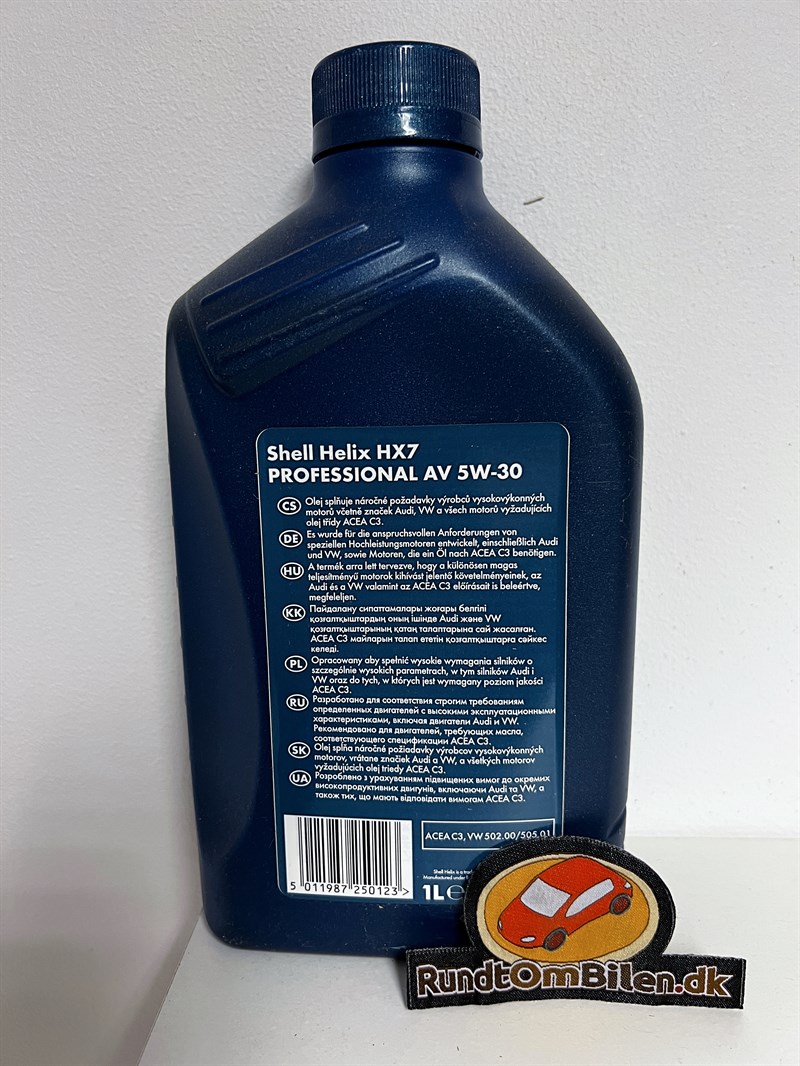 Shell Helix HX7
PROFESSIONAL AV 5W-30
CS Olej splňuje náročné požadavky výrobců vysokovýkonných
motorů včetně značek Audi, VW a všech motorů vyžadujících
olej třídy ACEA C3.
DE Es wurde für die anspruchsvollen Anforderungen von
speziellen Hochleistungsmotoren entwickelt, einschließlich Audi
und VW, sowie Motoren, die ein Öl nach ACEA C3 benötigen.
HU A termék arra lett tervezve, hogy a különösen magas
teljesítményű motorok kihívást jelentő követelményeinek, az
Audi és a VW valamint az ACEA C3 előírásait is beleértve,
megfeleljen.
KK Пайдалану сипаттамалары жоғары белгілі
қозғалтқыштардың оның ішінде Audi және VW
қозғалтқыштарының қатаң талаптарына сай жасалған.
ACEA C3 майларын талап ететін қозғалтқыштарға сәйкес
келеді.
PL Opracowany aby spełnić wysokie wymagania silników o
szczególnie wysokich parametrach, w tym silników Audi i
VW oraz do tych, w których jest wymagany poziom jakości
ACEA C3.
RU Разработано для соответствия строгим требованиям
определенных двигателей с высокими эксплуатационными
характеристиками, включая двигатели Audi и VW.
Рекомендовано для двигателей, требующих масла,
соответствующего спецификации ACEA C3.
SK Olej spĺňa náročné požiadavky výrobcov vysokovýkonných
motorov, vrátane značiek Audi a VW, a všetkých motorov
vyžadujúcich olej triedy ACEA C3.
UA Розроблено з урахуванням підвищених вимог до окремих
високопродуктивних двигунів, включаючи Audi та VW, а
також тих, що мають відповідати вимогам ACEA C3.
ACEA C3, VW 502.00/505.01
Shell Helix is a
Manufactured under
5 011987 250123 >
1L e
RundtOmBilen.dk